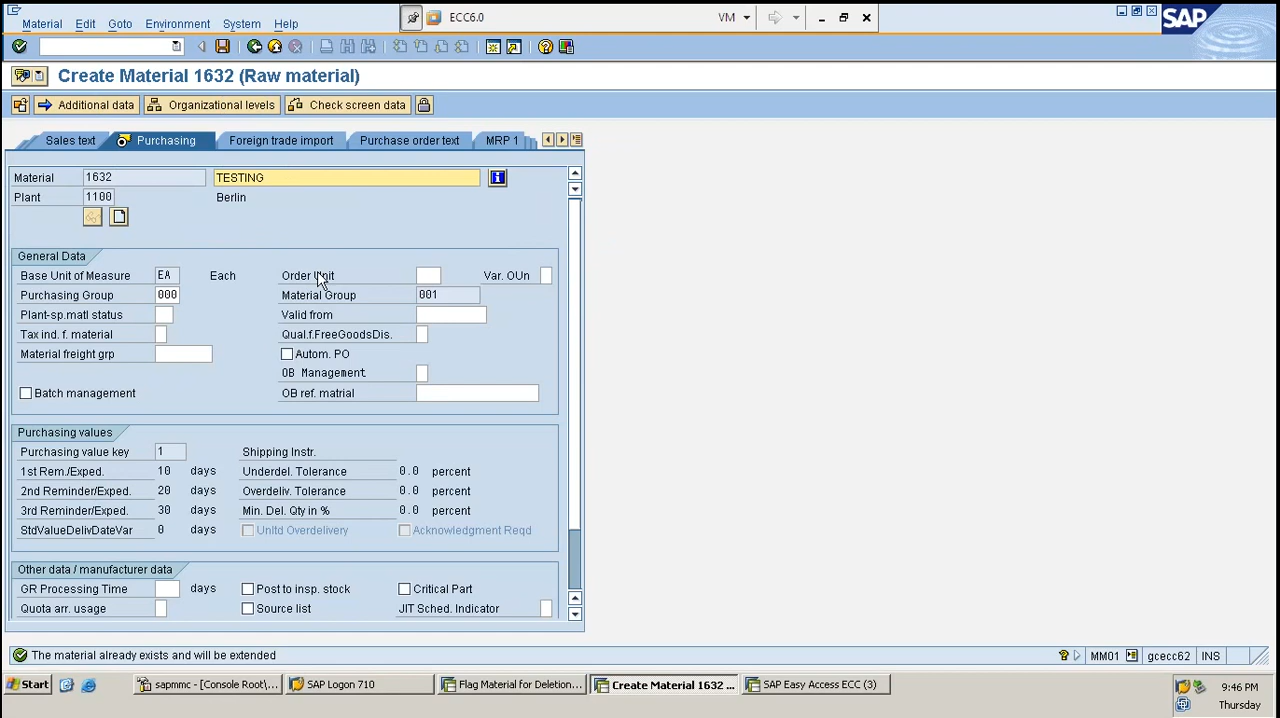 Material Edit Goto Environment System Help
ECC6.0
VM
SAP
Create Material 1632 (Raw material)
Additional data Organizational levels Check screen data
Sales text Purchasing Foreign trade import Purchase order text MRP 1
Material 1632 TESTING
Plant 1100 Berlin
General Data
Base Unit of Measure EA Each Order Unit Var. OUn
Purchasing Group 000 Material Group 001
Plant-sp.matl status Valid from
Tax ind. f. material Qual.f.FreeGoodsDis.
Material freight grp Autom. PO
OB Management
Batch management OB ref. matrial
Purchasing values
Purchasing value key 1 Shipping Instr.
1st Rem./Exped. 10 days Underdel. Tolerance 0.0 percent
2nd Reminder/Exped. 20 days Overdeliv. Tolerance 0.0 percent
3rd Reminder/Exped. 30 days Min. Del. Qty in % 0.0 percent
StdValueDelivDateVar 0 days Unltd Overdelivery Acknowledgment Reqd
Other data / manufacturer data
GR Processing Time days Post to insp. stock Critical Part
Quota arr. usage Source list JIT Sched. Indicator
The material already exists and will be extended
MM01 gcecc62 INS
Start sapmmc - [Console Root\... SAP Logon 710 Flag Material for Deletion... Create Material 1632 ... SAP Easy Access ECC (3)
9:46 PM
Thursday